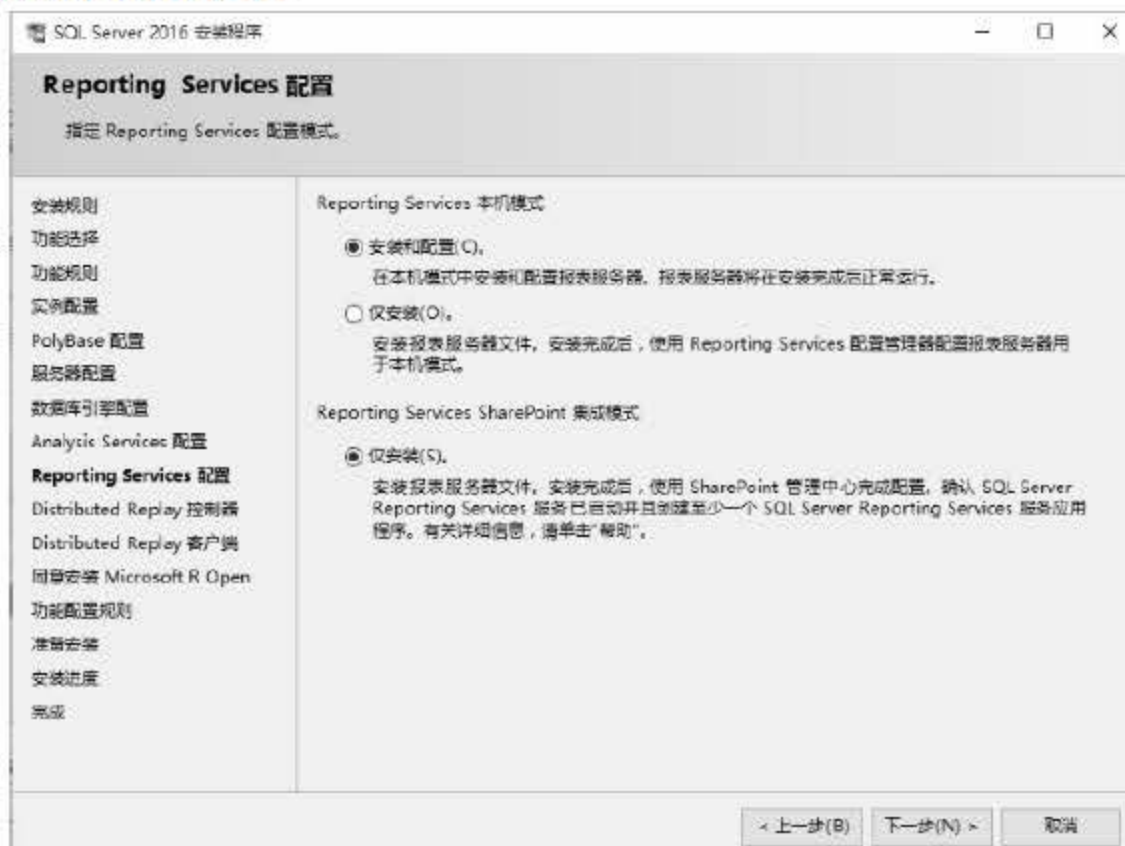 SQL Server 2016 安装程序
Reporting Services 配置
指定 Reporting Services 配置模式。
安装规则
功能选择
功能规则
实例配置
PolyBase 配置
服务器配置
数据库引擎配置
Analysis Services 配置
Reporting Services 配置
Distributed Replay 控制器
Distributed Replay 客户端
同意安装 Microsoft R Open
功能配置规则
准备安装
安装进度
完成
Reporting Services 本机模式
安装和配置(C)。
在本机模式中安装和配置报表服务器。报表服务器将在安装完成后正常运行。
仅安装(O)。
安装报表服务器文件。安装完成后，使用 Reporting Services 配置管理器配置报表服务器用
于本机模式。
Reporting Services SharePoint 集成模式
仅安装(S)。
安装报表服务器文件。安装完成后，使用 SharePoint 管理中心完成配置。确认 SQL Server
Reporting Services 服务已启动并且创建至少一个 SQL Server Reporting Services 服务应用
程序。有关详细信息，请单击"帮助"。
< 上一步(B)
下一步(N) >
取消